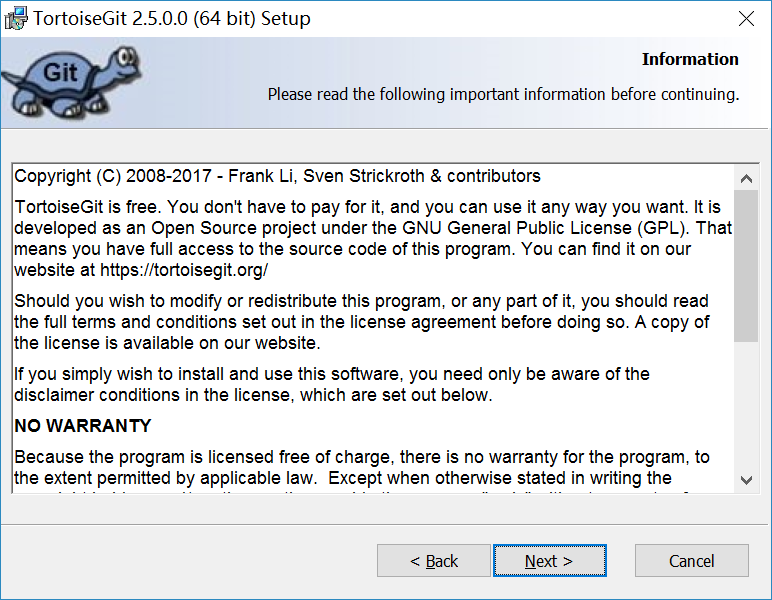 TortoiseGit 2.5.0.0 (64 bit) Setup
Git
Information
Please read the following important information before continuing.
Copyright (C) 2008-2017 - Frank Li, Sven Strickroth & contributors
TortoiseGit is free. You don't have to pay for it, and you can use it any way you want. It is
developed as an Open Source project under the GNU General Public License (GPL). That
means you have full access to the source code of this program. You can find it on our
website at https://tortoisegit.org/
Should you wish to modify or redistribute this program, or any part of it, you should read
the full terms and conditions set out in the license agreement before doing so. A copy of
the license is available on our website.
If you simply wish to install and use this software, you need only be aware of the
disclaimer conditions in the license, which are set out below.
NO WARRANTY
Because the program is licensed free of charge, there is no warranty for the program, to
the extent permitted by applicable law.  Except when otherwise stated in writing the
< Back
Next >
Cancel